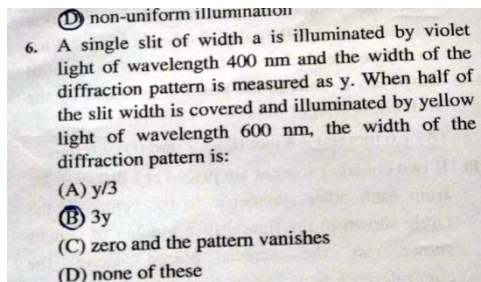 (D) non-uniform illumination
6. A single slit of width a is illuminated by violet
light of wavelength 400 nm and the width of the
diffraction pattern is measured as y. When half of
the slit width is covered and illuminated by yellow
light of wavelength 600 nm, the width of the
diffraction pattern is:
(A) y/3
(B) 3y
(C) zero and the pattern vanishes
(D) none of these